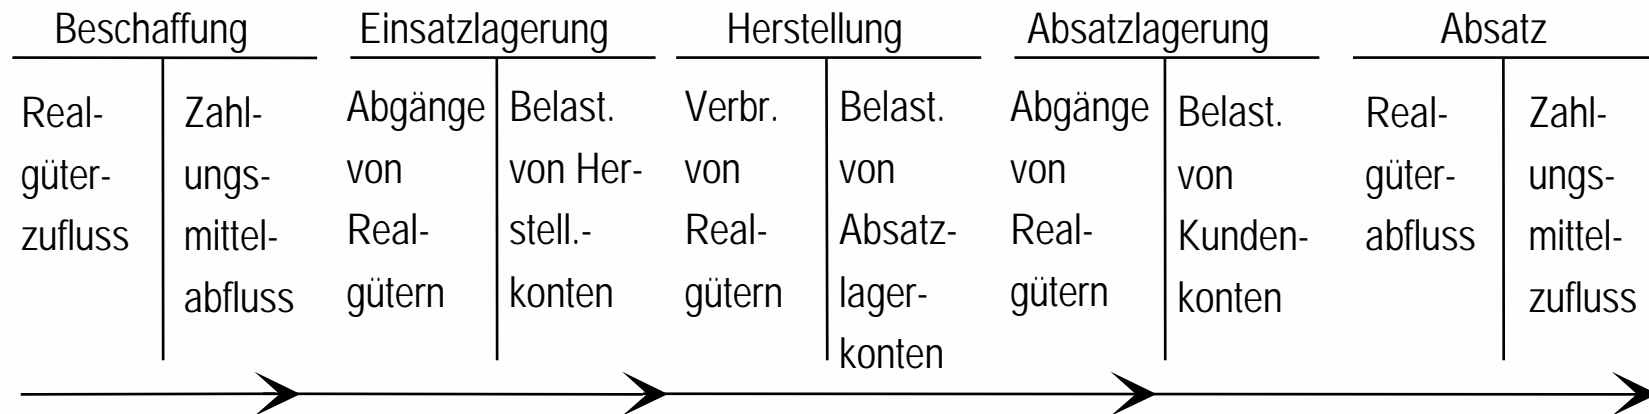 Beschaffung
Real-
güter-
zufluss
Zahl-
ungs-
mittel-
abfluss
Einsatzlagerung
Abgänge
von
Real-
gütern
Belast.
von Her-
stell.-
konten
Herstellung
Verbr.
von
Real-
gütern
Belast.
von
Absatz-
lager-
konten
Absatzlagerung
Abgänge
von
Real-
gütern
Belast.
von
Kunden-
konten
Absatz
Real-
güter-
abfluss
Zahl-
ungs-
mittel-
zufluss